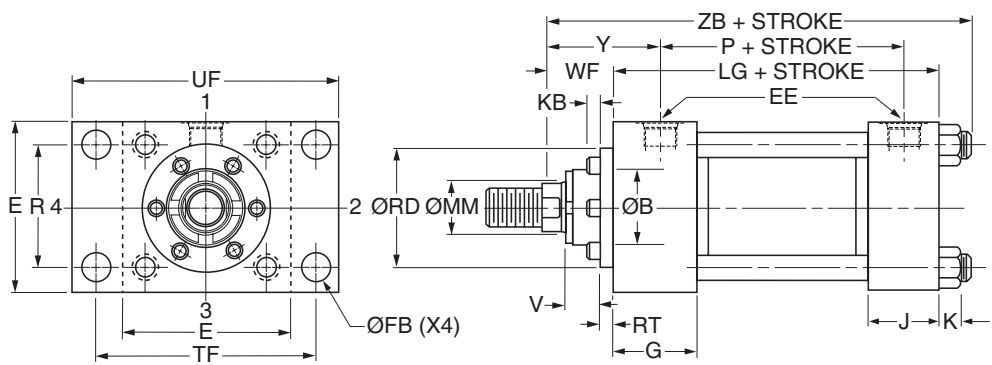 ZB + STROKE
Y
P + STROKE
UF
WF
LG + STROKE
1
KB
EE
E
R
4
2
ØRD
ØMM
ØB
V
3
ØFB (X4)
RT
J
K
E
G
TF